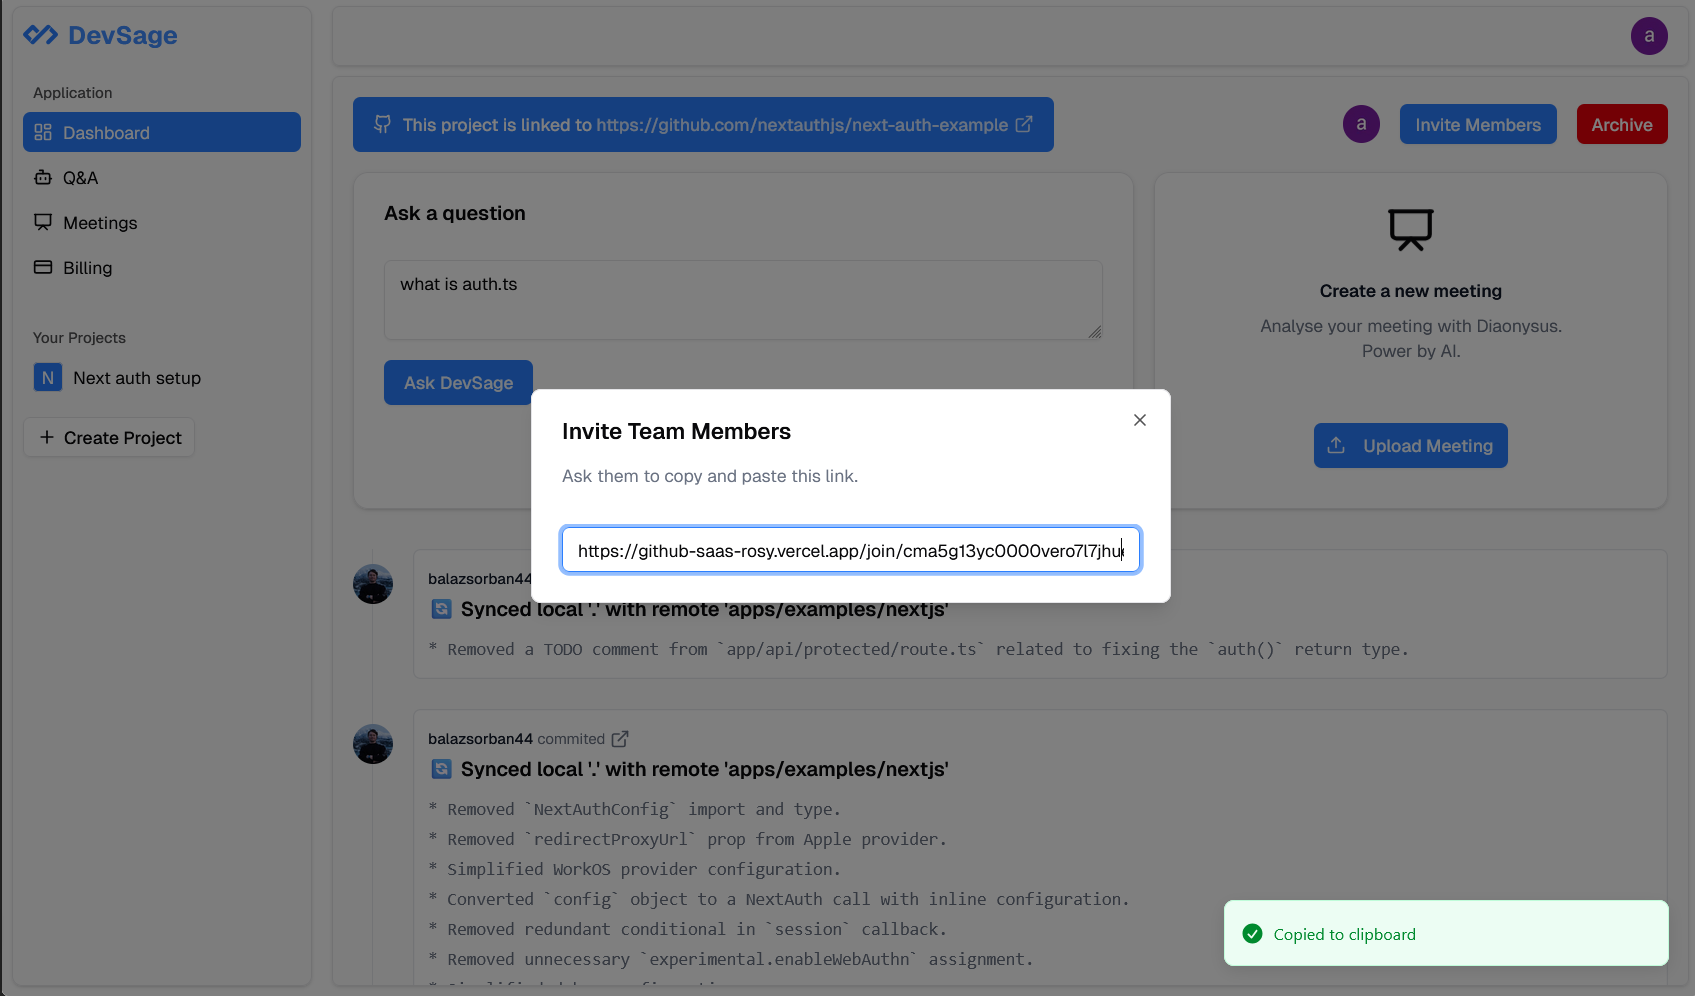 DevSage
a
Application
Dashboard
Q&A
Meetings
Billing
Your Projects
N Next auth setup
+ Create Project
This project is linked to https://github.com/nextauthjs/next-auth-example
a
Invite Members
Archive
Ask a question
what is auth.ts
Ask DevSage
Create a new meeting
Analyse your meeting with Diaonysus.
Power by AI.
Upload Meeting
Invite Team Members
Ask them to copy and paste this link.
https://github-saas-rosy.vercel.app/join/cma5g13yc0000vero7l7jhu
balazsorban44
Synced local '.' with remote 'apps/examples/nextjs'
* Removed a TODO comment from `app/api/protected/route.ts` related to fixing the `auth()` return type.
balazsorban44 commited
Synced local '.' with remote 'apps/examples/nextjs'
* Removed `NextAuthConfig` import and type.
* Removed `redirectProxyUrl` prop from Apple provider.
* Simplified WorkOS provider configuration.
* Converted `config` object to a NextAuth call with inline configuration.
* Removed redundant conditional in `session` callback.
* Removed unnecessary `experimental.enableWebAuthn` assignment.
Copied to clipboard